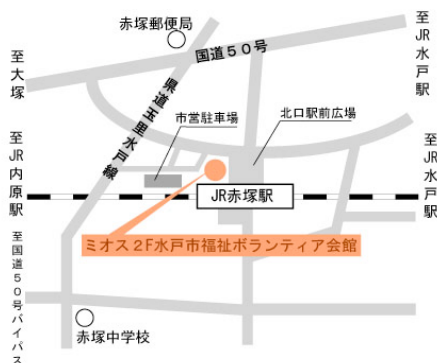 赤塚郵便局
国道50号
至JR水戸駅
至大塚
県道玉里水戸線
市営駐車場
北口駅前広場
至JR内原駅
至JR水戸駅
JR赤塚駅
ミオス2F水戸市福祉ボランティア会館
至国道50号バイパス
赤塚中学校